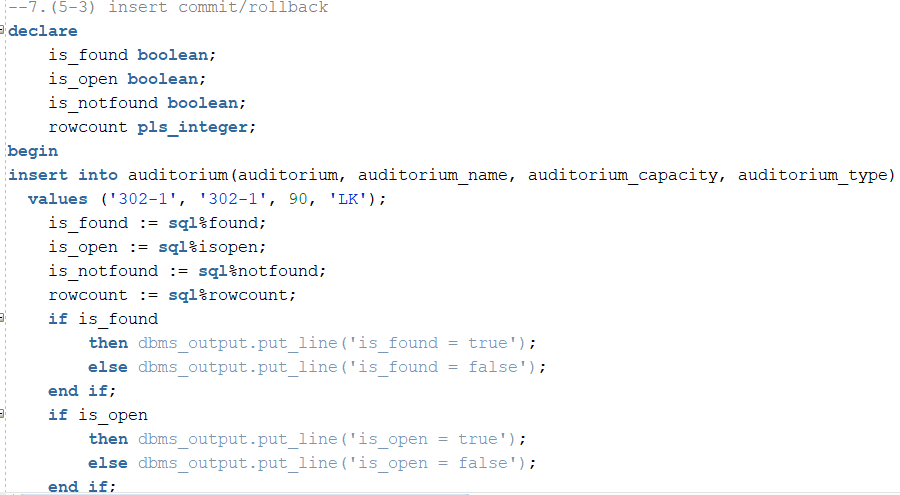 --7.(5-3) insert commit/rollback
declare
    is_found boolean;
    is_open boolean;
    is_notfound boolean;
    rowcount pls_integer;
begin
insert into auditorium(auditorium, auditorium_name, auditorium_capacity, auditorium_type)
  values ('302-1', '302-1', 90, 'LK');
    is_found := sql%found;
    is_open := sql%isopen;
    is_notfound := sql%notfound;
    rowcount := sql%rowcount;
    if is_found
        then dbms_output.put_line('is_found = true');
        else dbms_output.put_line('is_found = false');
    end if;
    if is_open
        then dbms_output.put_line('is_open = true');
        else dbms_output.put_line('is_open = false');
    end if;